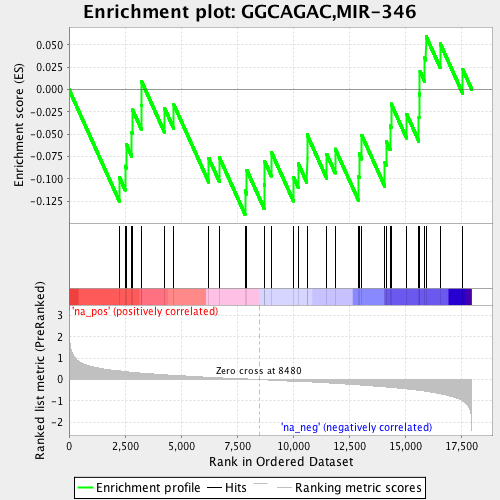 Enrichment plot: GGCAGAC,MIR-346
Enrichment score (ES)
0.050
0.025
0.000
-0.025
-0.050
-0.075
-0.100
-0.125
'na_pos' (positively correlated)
Ranked list metric (PreRanked)
3
2
1
0
-1
-2
Zero cross at 8480
'na_neg' (negatively correlated)
0 2,500 5,000 7,500 10,000 12,500 15,000 17,500
Rank in Ordered Dataset
Enrichment profile Hits Ranking metric scores